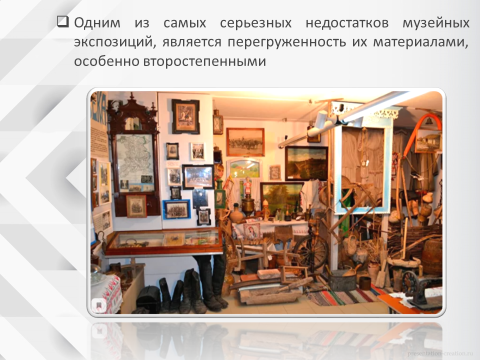 Одним из самых серьезных недостатков музейных
экспозиций, является перегруженность их материалами,
особенно второстепенными